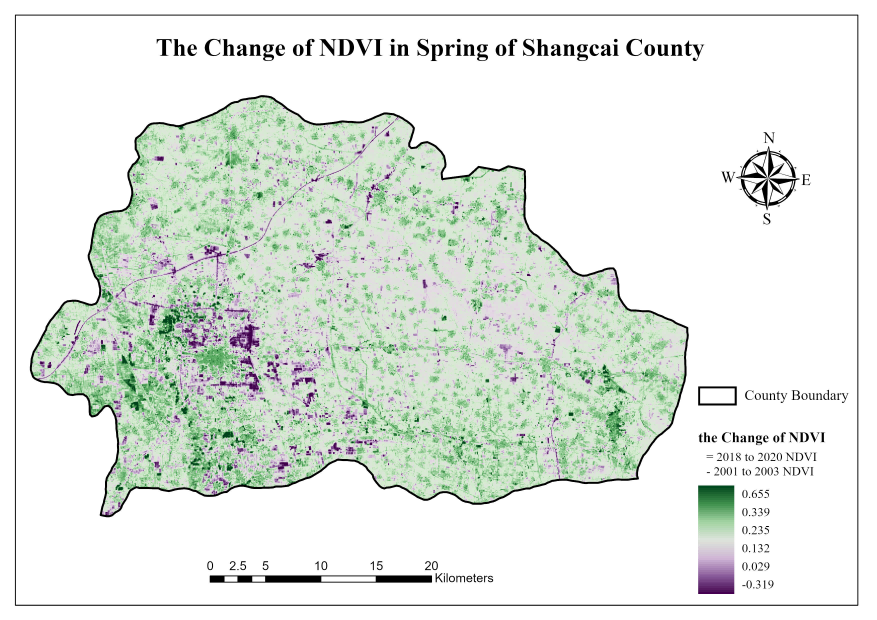 The Change of NDVI in Spring of Shangcai County
N
W E
S
County Boundary
the Change of NDVI
= 2018 to 2020 NDVI
- 2001 to 2003 NDVI
0.655
0.339
0.235
0.132
0.029
-0.319
0 2.5 5 10 15 20
Kilometers